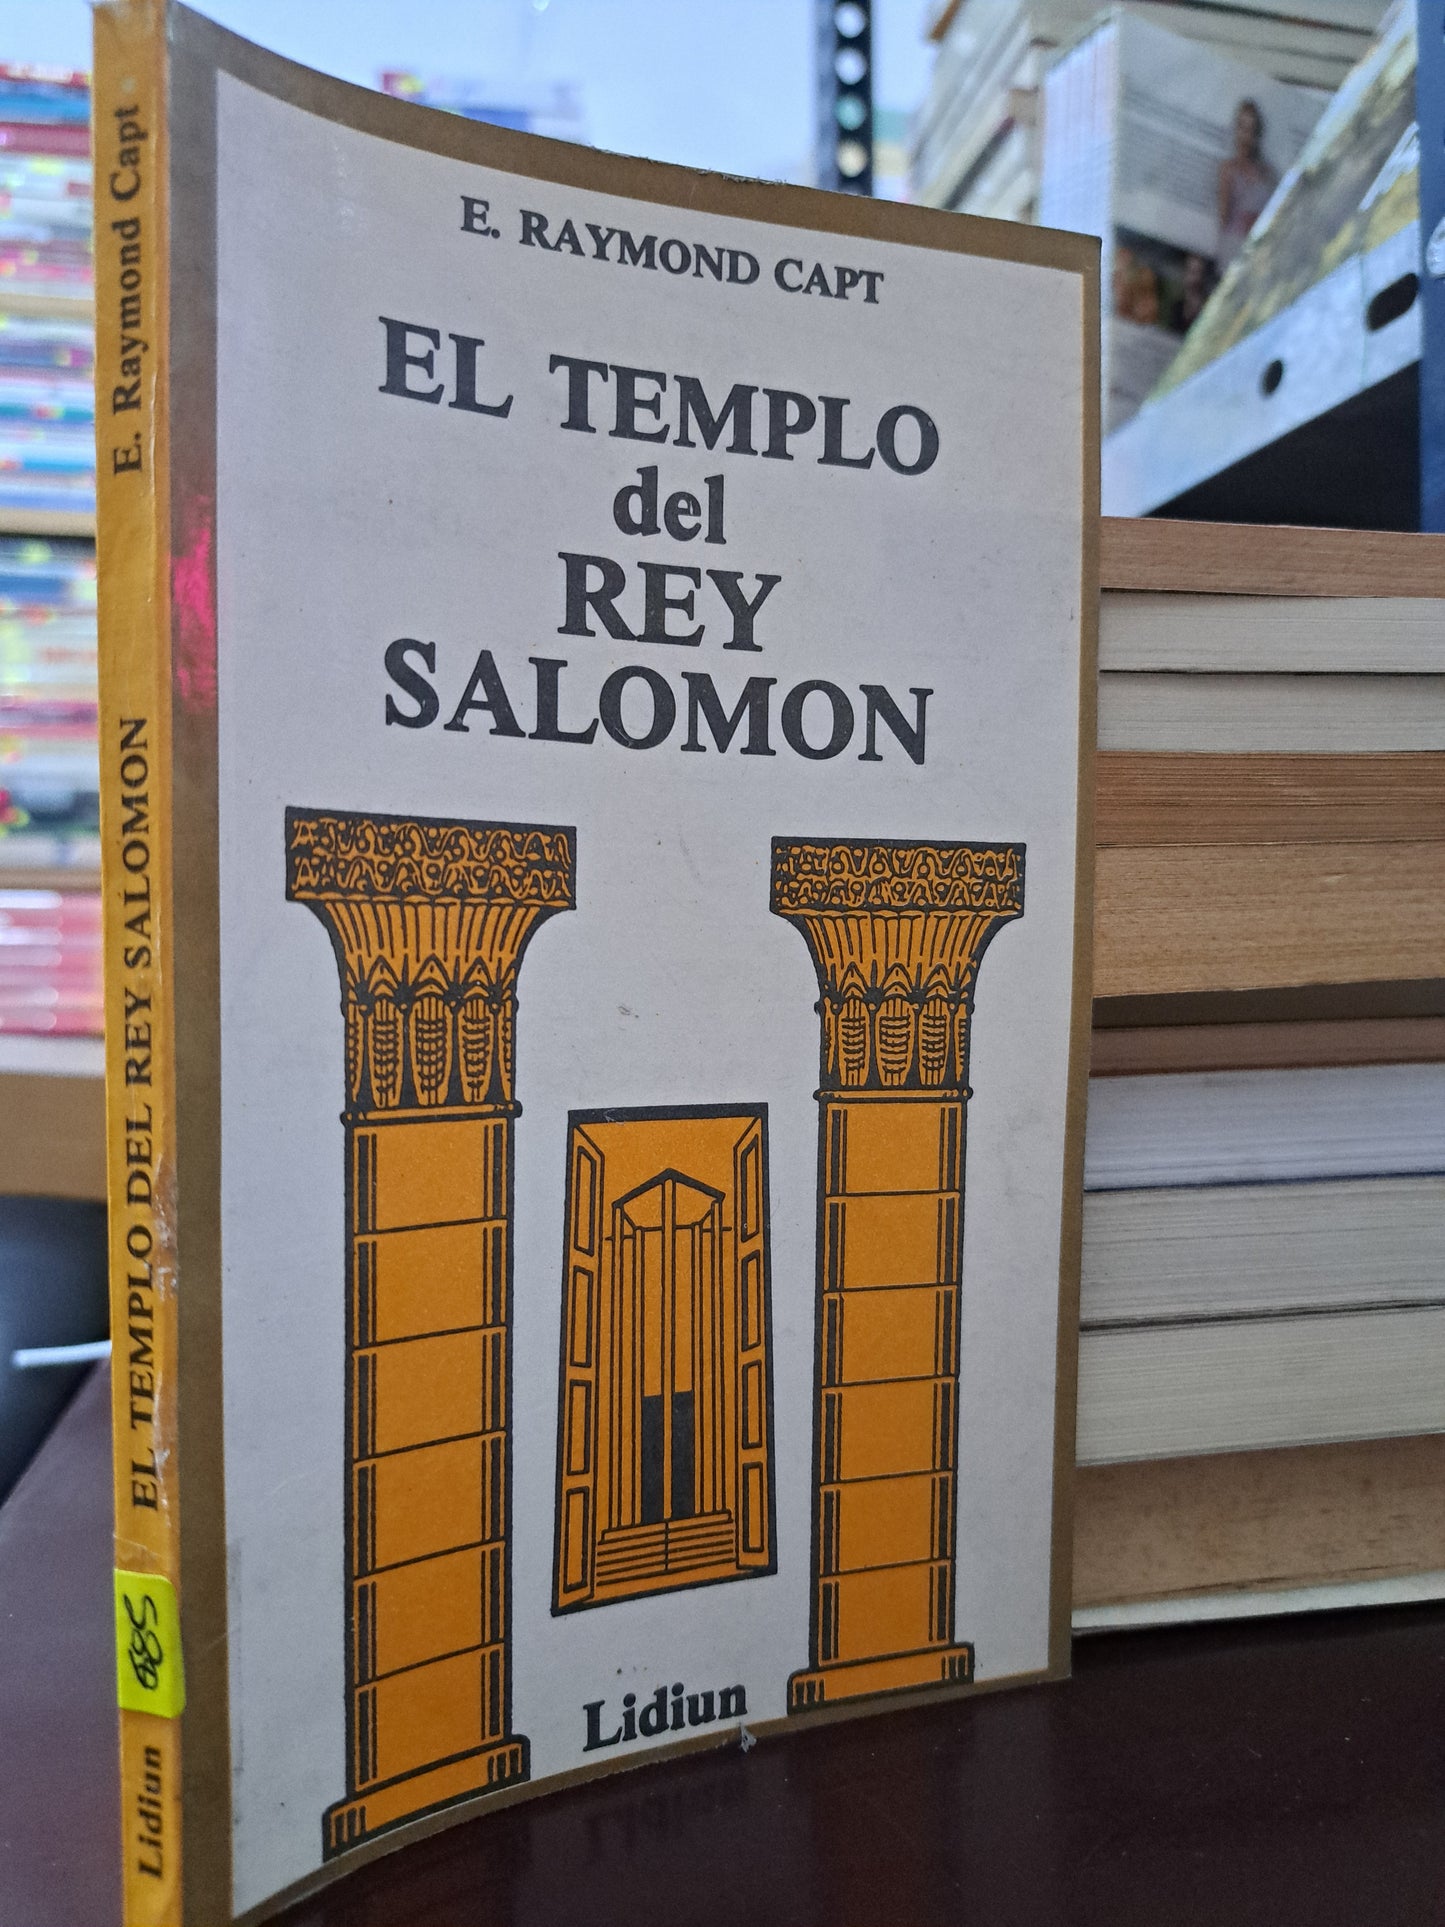 E. RAYMOND CAPT
EL TEMPLO
del
REY
SALOMON
Lidiun
E. Raymond Capt
EL TEMPLO DEL REY SALOMON
Lidiun